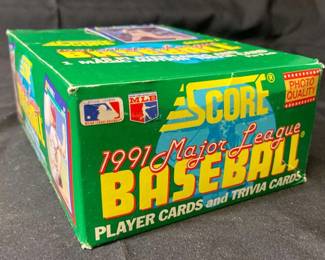 SCORE®
PHOTO QUALITY
MLB
1991 Major League
BASEBALL
PLAYER CARDS and TRIVIA CARDS